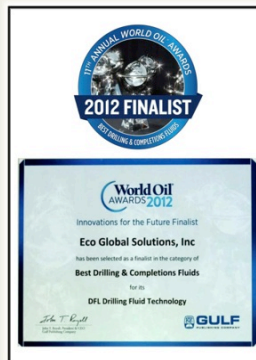 11TH ANNUAL WORLD OIL AWARDS
2012 FINALIST
BEST DRILLING & COMPLETIONS FLUIDS
World Oil
AWARDS 2012
Innovations for the Future Finalist
Eco Global Solutions, Inc
has been selected as a finalist in the category of
Best Drilling & Completions Fluids
for its
DFL Drilling Fluid Technology
GULF
PUBLISHING COMPANY